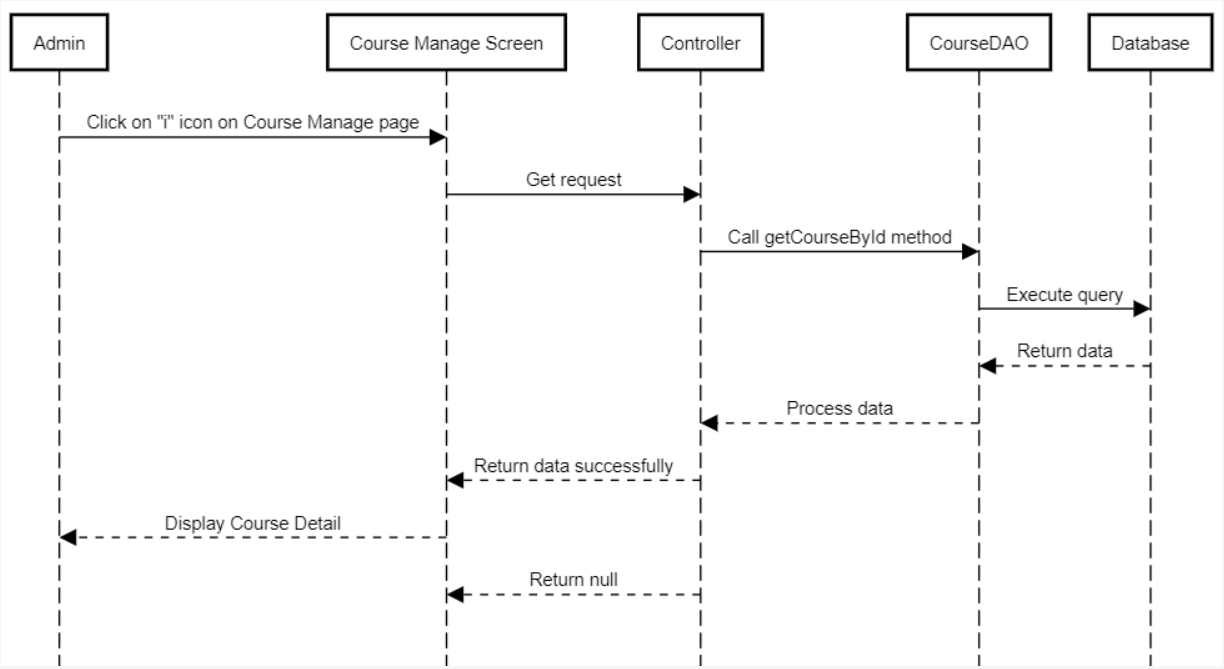 Admin
Course Manage Screen
Controller
CourseDAO
Database
Click on "i" icon on Course Manage page
Get request
Call getCourseById method
Execute query
Return data
Process data
Return data successfully
Display Course Detail
Return null